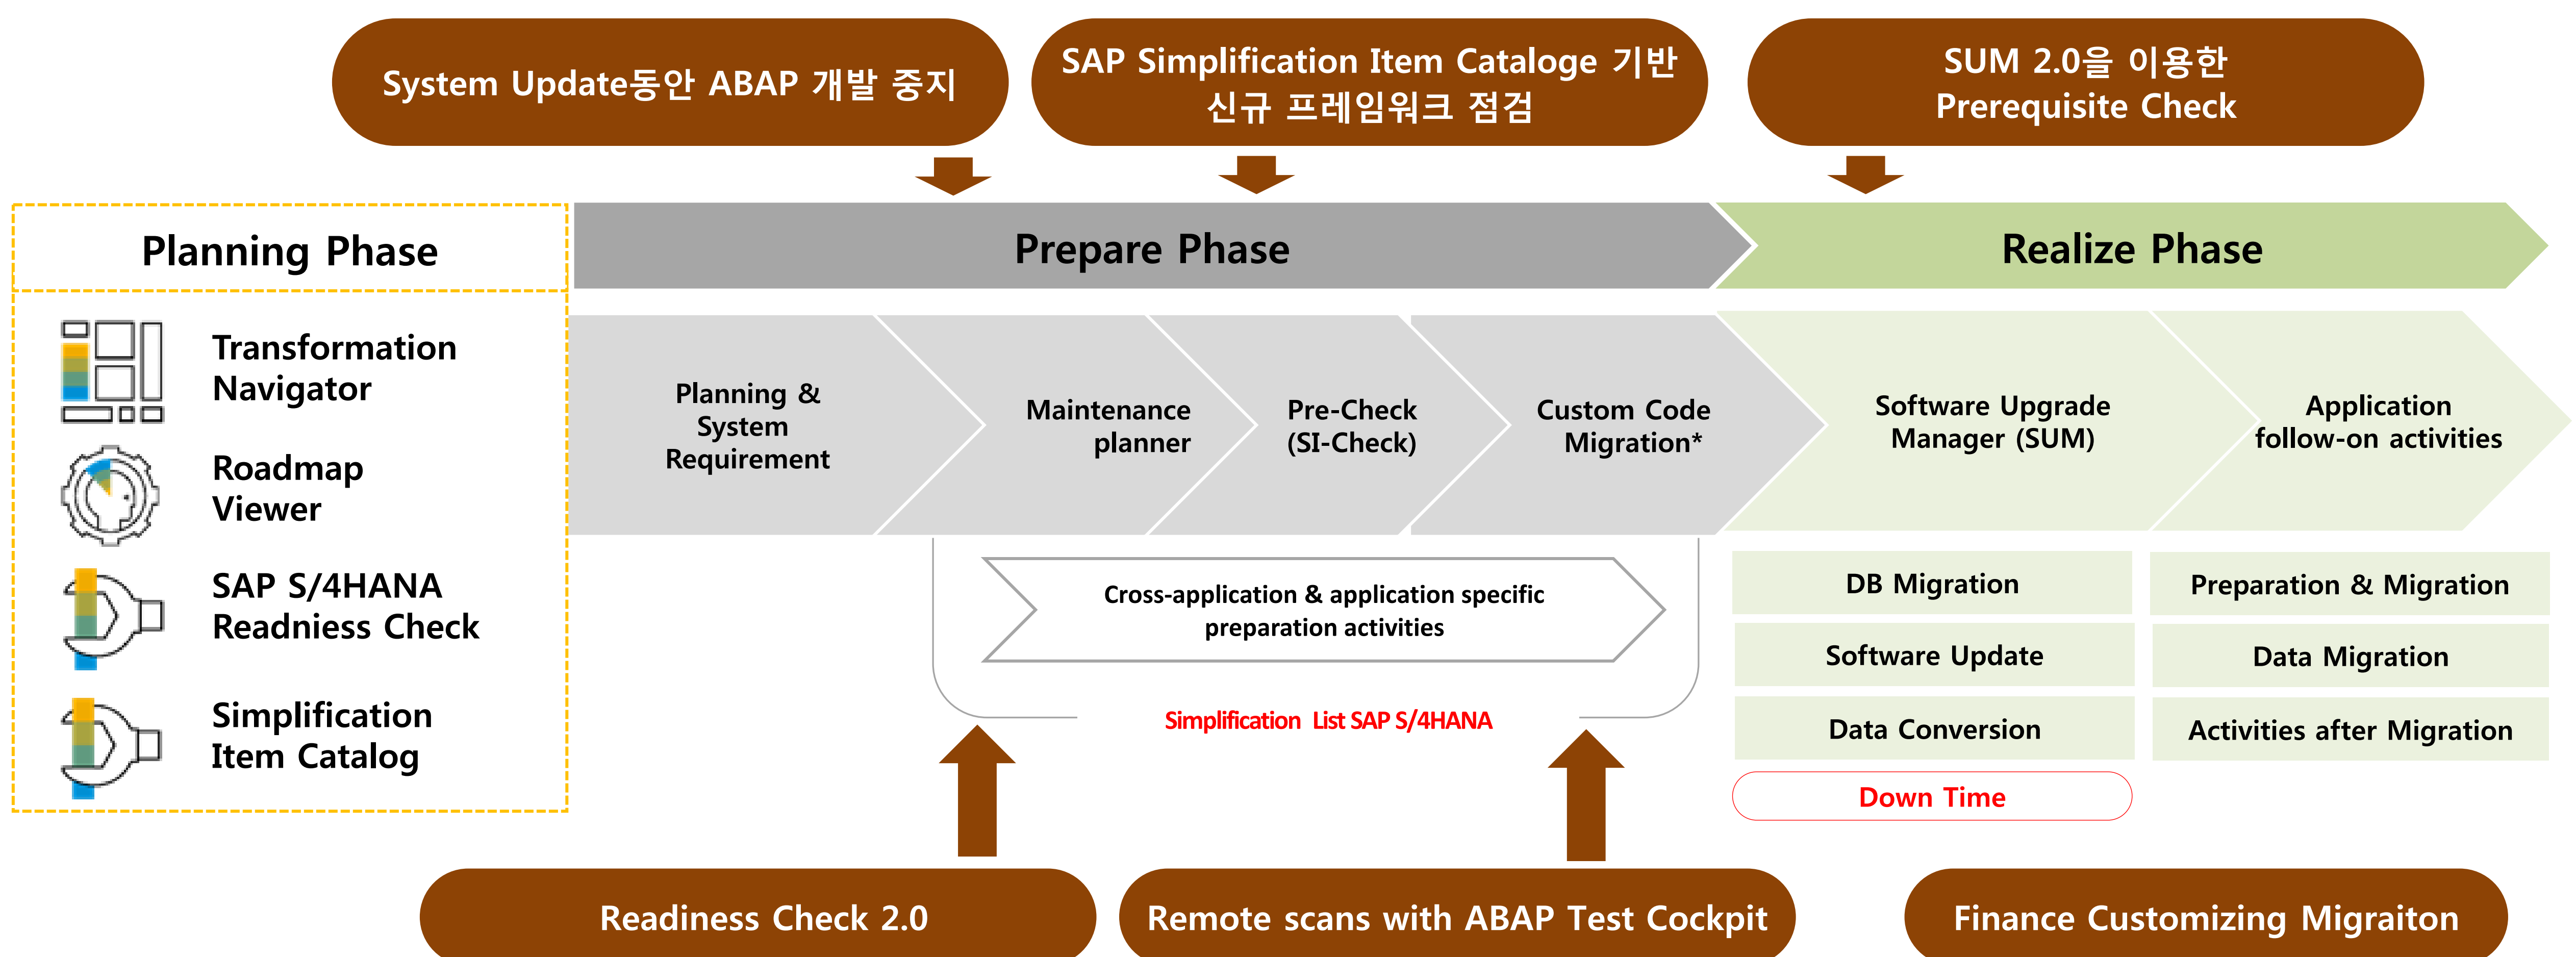 System Update동안 ABAP 개발 중지
SAP Simplification Item Cataloge 기반
신규 프레임워크 점검
SUM 2.0을 이용한
Prerequisite Check
Planning Phase
Prepare Phase
Realize Phase
Transformation
Navigator
Roadmap
Viewer
SAP S/4HANA
Readniess Check
Simplification
Item Catalog
Planning &
System
Requirement
Maintenance
planner
Pre-Check
(SI-Check)
Custom Code
Migration*
Software Upgrade
Manager (SUM)
Application
follow-on activities
Cross-application & application specific
preparation activities
Simplification List SAP S/4HANA
DB Migration
Software Update
Data Conversion
Down Time
Preparation & Migration
Data Migration
Activities after Migration
Readiness Check 2.0
Remote scans with ABAP Test Cockpit
Finance Customizing Migraiton